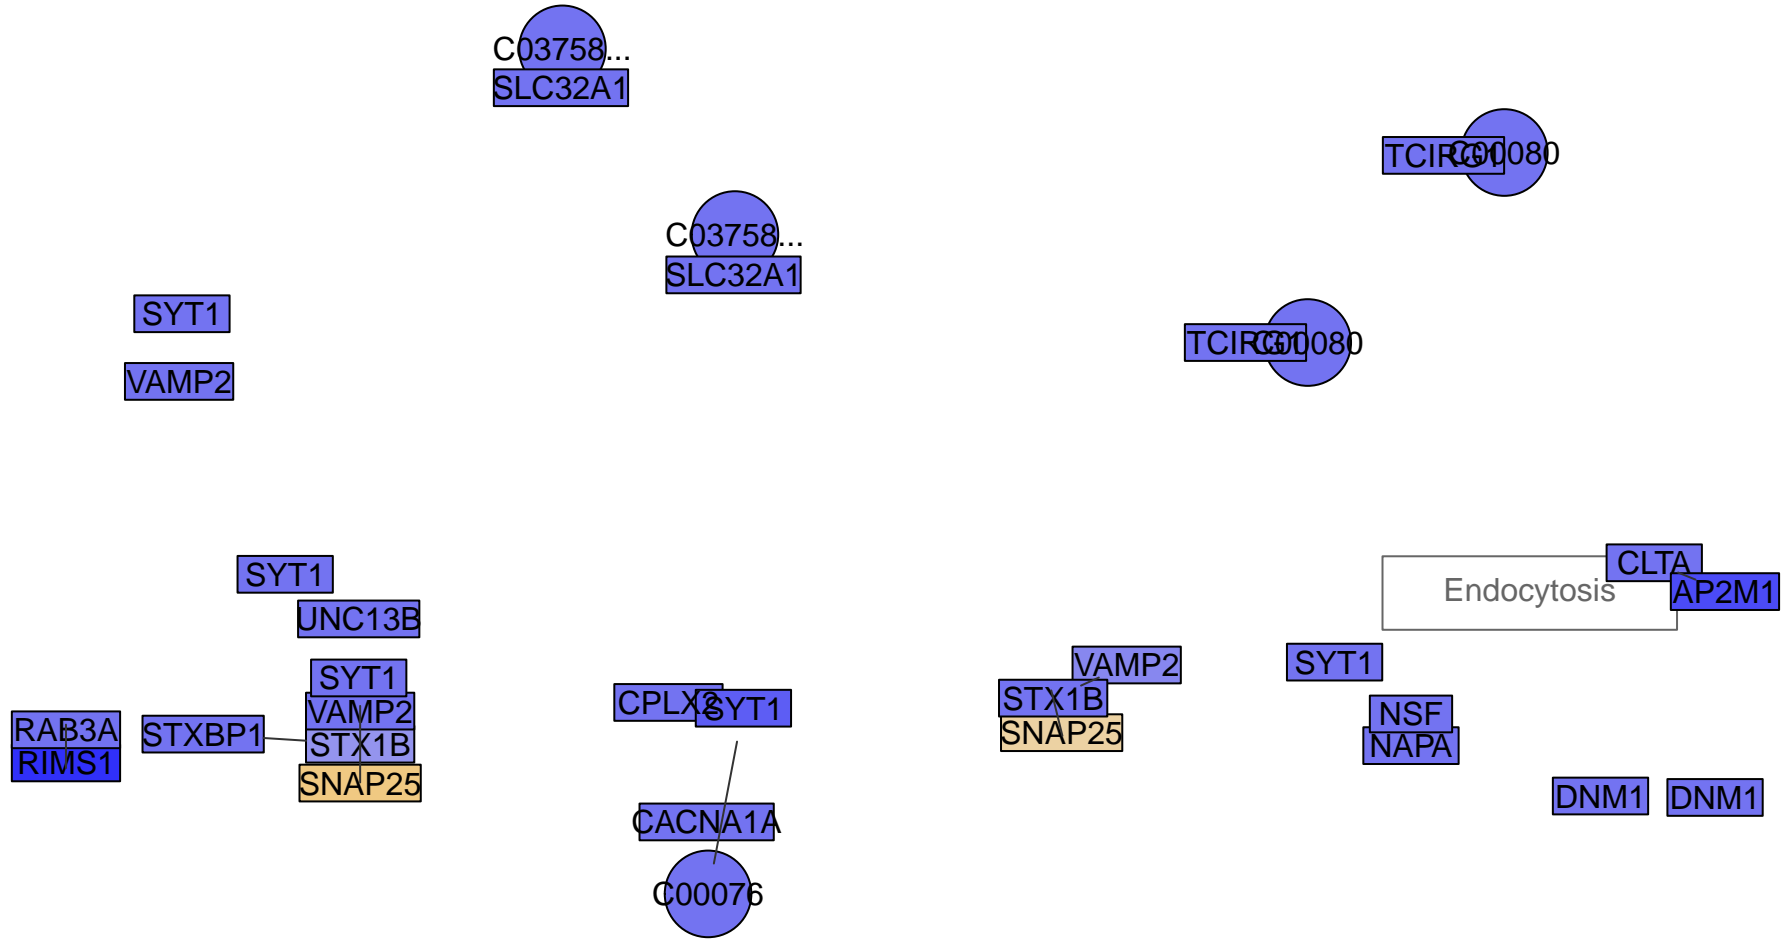 C03758...
SLC32A1
TCIRG1
C00080
C03758...
SLC32A1
SYT1
TCIRG1
C00080
VAMP2
SYT1
CLTA
Endocytosis
AP2M1
UNC13B
SYT1
VAMP2
SYT1
CPLX2
SYT1
STX1B
VAMP2
NSF
RAB3A
STXBP1
STX1B
SNAP25
NAPA
RIMS1
SNAP25
DNM1
DNM1
CACNA1A
C00076